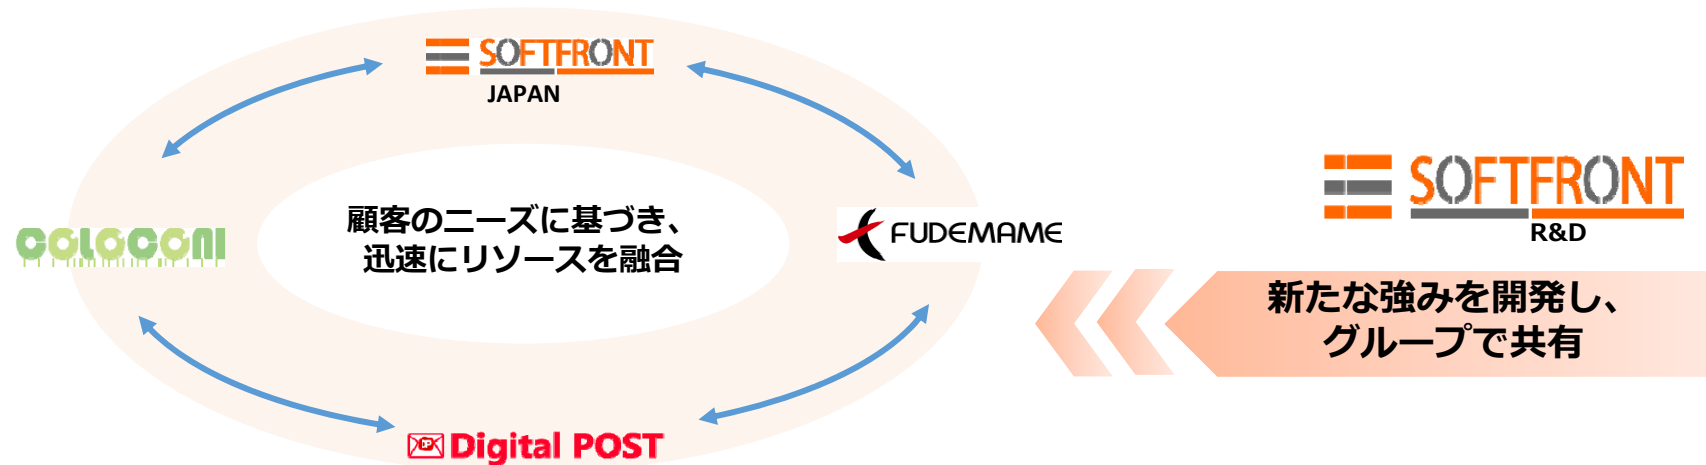 SOFTFRONT
JAPAN
顧客のニーズに基づき、
迅速にリソースを融合
COLOCONI
FUDEMAME
Digital POST
SOFTFRONT
R&D
新たな強みを開発し、
グループで共有